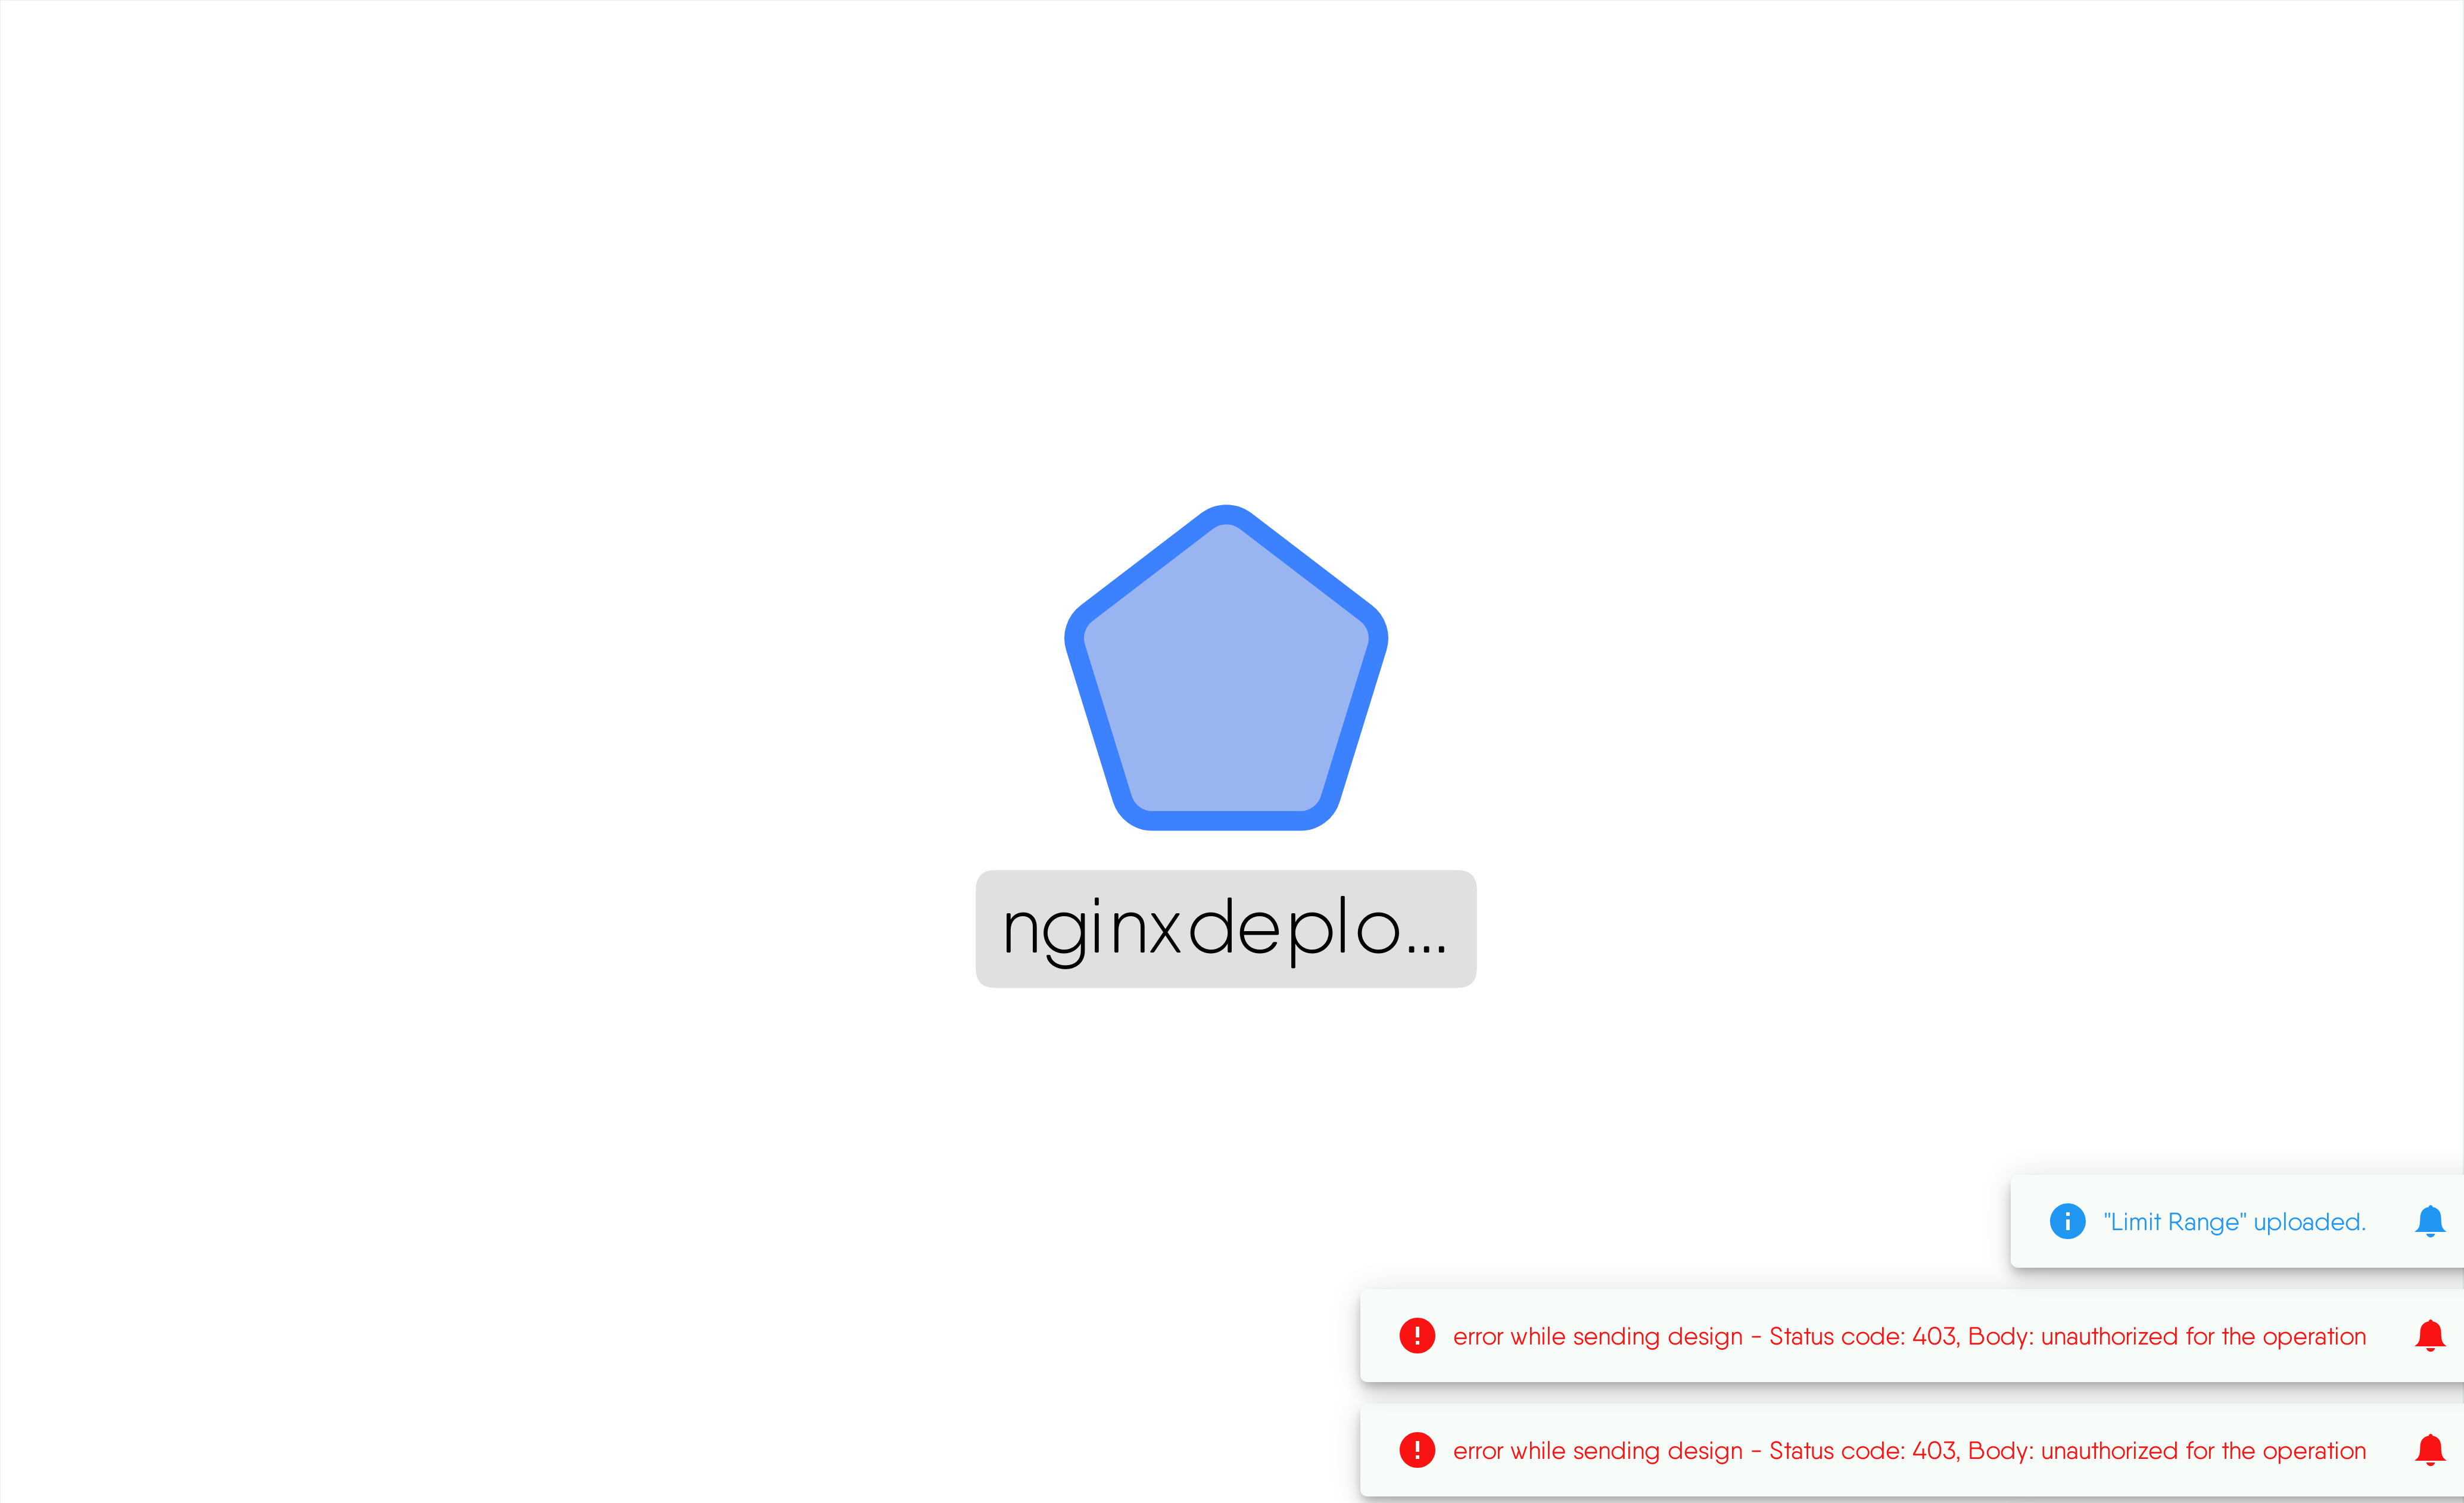 nginxdeplo...
"Limit Range" uploaded.
error while sending design - Status code: 403, Body: unauthorized for the operation
error while sending design - Status code: 403, Body: unauthorized for the operation